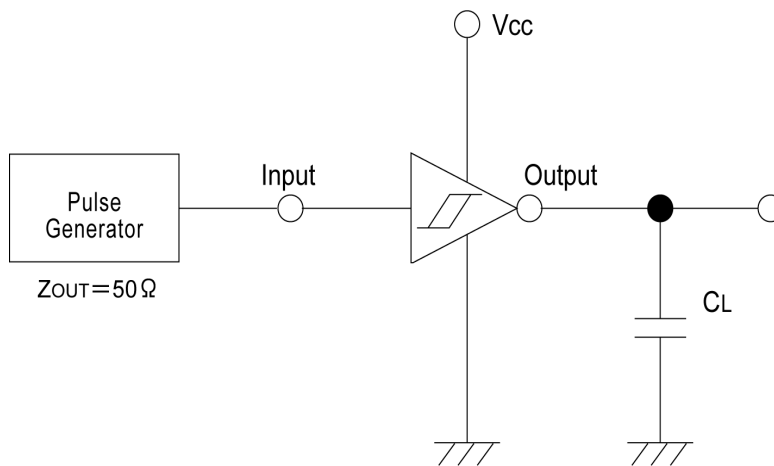 Vcc
Input
Output
Pulse
Generator
ZOUT=50Ω
CL